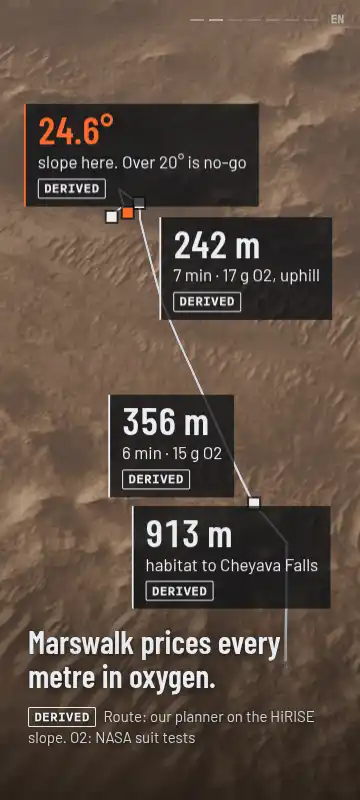 EN
24.6°
slope here. Over 20° is no-go
DERIVED
242 m
7 min · 17 g O2, uphill
DERIVED
356 m
6 min · 15 g O2
DERIVED
913 m
habitat to Cheyava Falls
DERIVED
Marswalk prices every
metre in oxygen.
DERIVED Route: our planner on the HiRISE
slope. O2: NASA suit tests